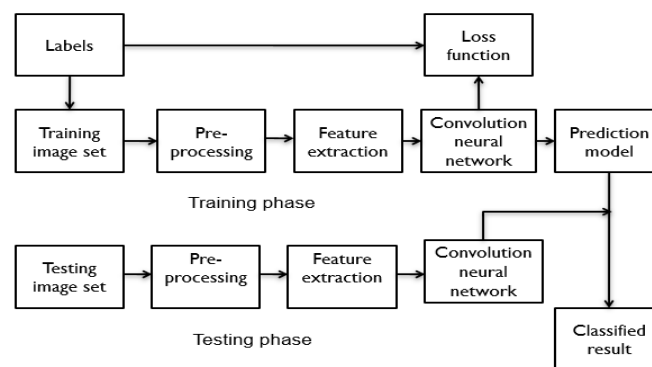 Labels
Loss
function
Training
image set
Pre-
processing
Feature
extraction
Convolution
neural
network
Prediction
model
Training phase
Testing
image set
Pre-
processing
Feature
extraction
Convolution
neural
network
Testing phase
Classified
result